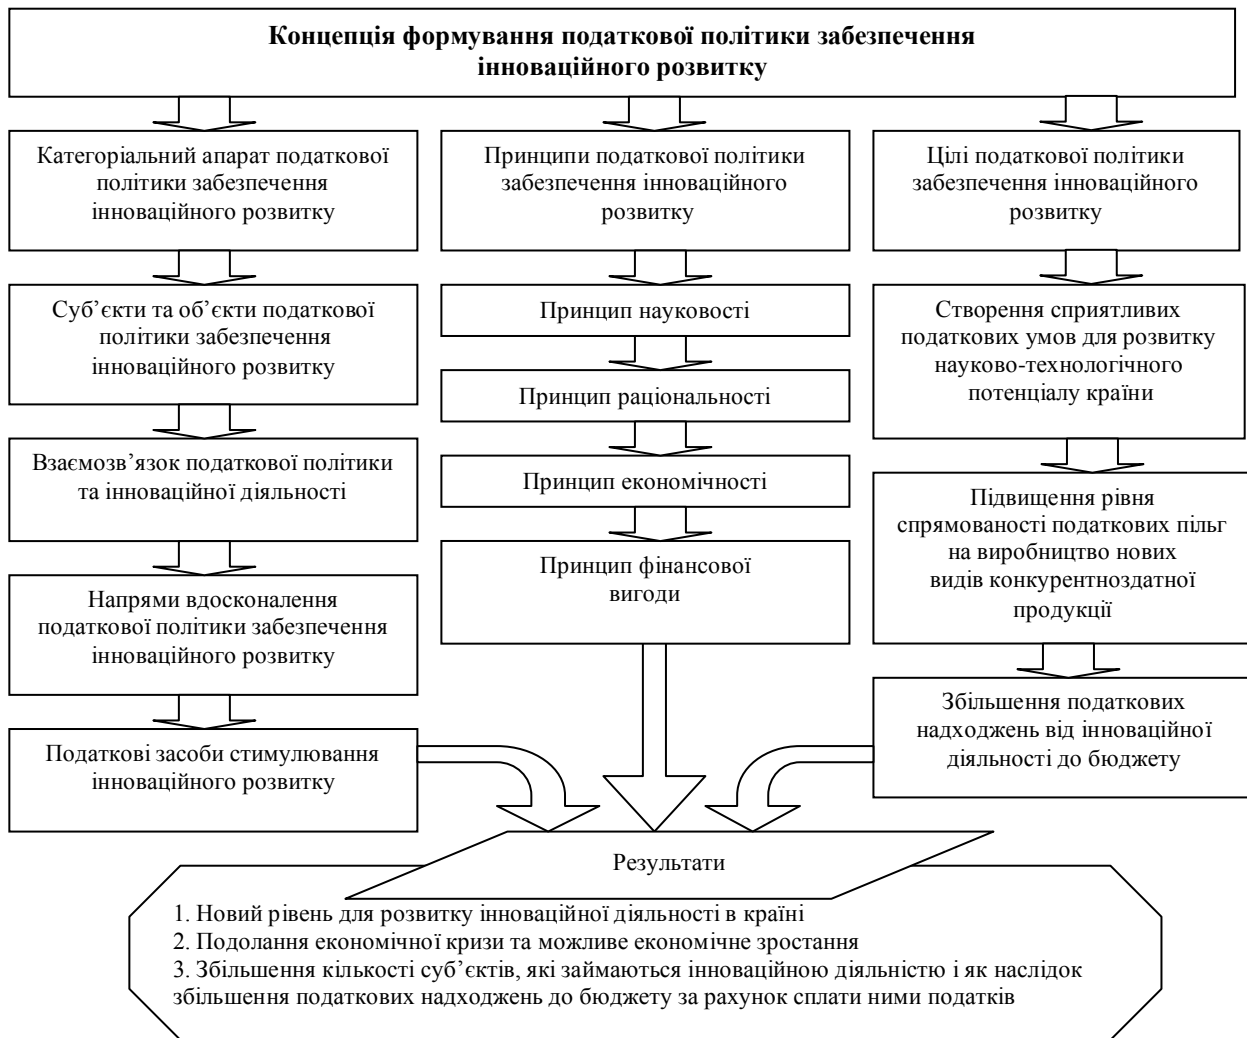 Концепція формування податкової політики забезпечення
інноваційного розвитку
Категоріальний апарат податкової
політики забезпечення
інноваційного розвитку
Суб’єкти та об’єкти податкової
політики забезпечення
інноваційного розвитку
Взаємозв’язок податкової політики
та інноваційної діяльності
Напрями вдосконалення
податкової політики забезпечення
інноваційного розвитку
Податкові засоби стимулювання
інноваційного розвитку
Принципи податкової політики
забезпечення інноваційного
розвитку
Принцип науковості
Принцип раціональності
Принцип економічності
Принцип фінансової
вигоди
Цілі податкової політики
забезпечення інноваційного
розвитку
Створення сприятливих
податкових умов для розвитку
науково-технологічного
потенціалу країни
Підвищення рівня
спрямованості податкових пільг
на виробництво нових
видів конкурентноздатної
продукції
Збільшення податкових
надходжень від інноваційної
діяльності до бюджету
Результати
1. Новий рівень для розвитку інноваційної діяльності в країні
2. Подолання економічної кризи та можливе економічне зростання
3. Збільшення кількості суб’єктів, які займаються інноваційною діяльністю і як наслідок
збільшення податкових надходжень до бюджету за рахунок сплати ними податків